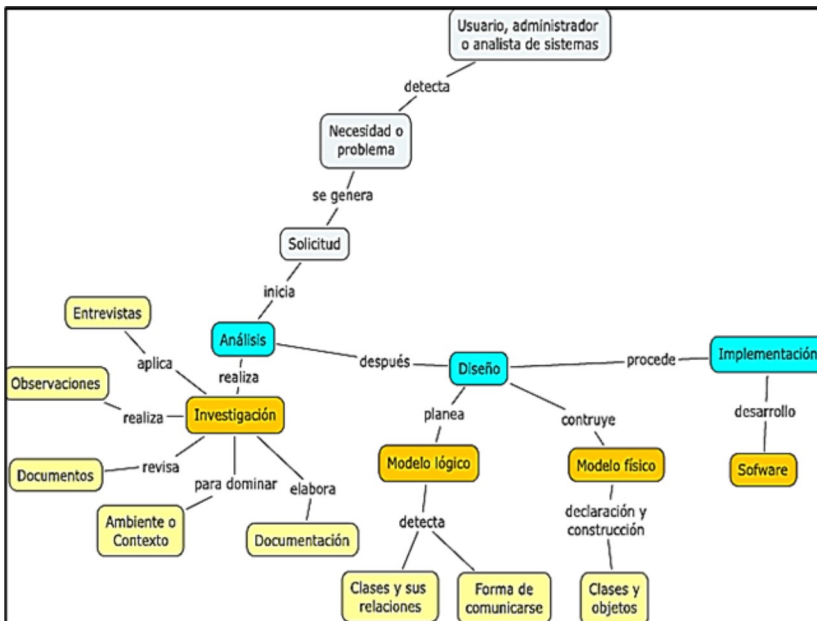 Usuario, administrador
o analista de sistemas
detecta
Necesidad o
problema
se genera
Solicitud
inicia
Entrevistas
Análisis
Implementación
después
procede
Diseño
aplica
realiza
Observaciones
realiza
Investigación
planea
contruye
desarrollo
Documentos
revisa
para dominar
elabora
Modelo lógico
Modelo físico
Sofware
Ambiente o
Contexto
Documentación
detecta
declaración y
construcción
Clases y sus
relaciones
Forma de
comunicarse
Clases y
objetos